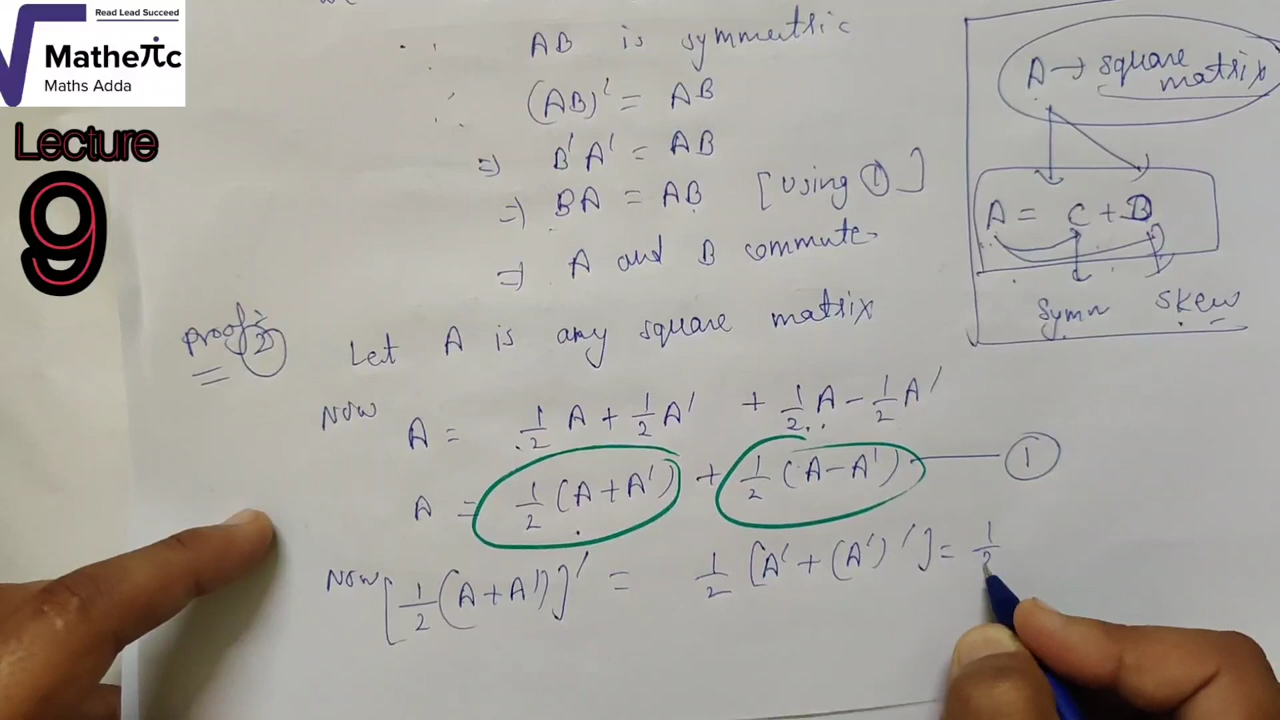 Read Lead Succeed
Matheπc
Maths Adda
Lecture
9
∵ AB is symmetric
∴ (AB)' = AB
⇒ B'A' = AB
⇒ BA = AB [Using ①]
⇒ A and B commute.
A → square
matrix
A = C + B
Symm Skew
Proof 2
Let A is any square matrix
Now A = 1/2 A + 1/2 A' + 1/2 A - 1/2 A'
A = 1/2 (A + A') + 1/2 (A - A') — ①
Now [1/2 (A + A')]' = 1/2 [A' + (A')'] = 1/2